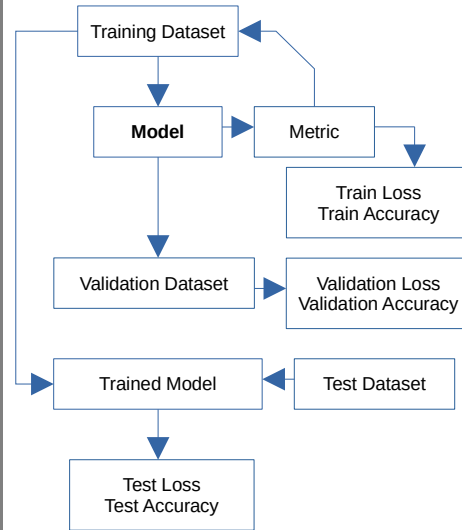 Training Dataset
Model
Metric
Train Loss
Train Accuracy
Validation Dataset
Validation Loss
Validation Accuracy
Trained Model
Test Dataset
Test Loss
Test Accuracy